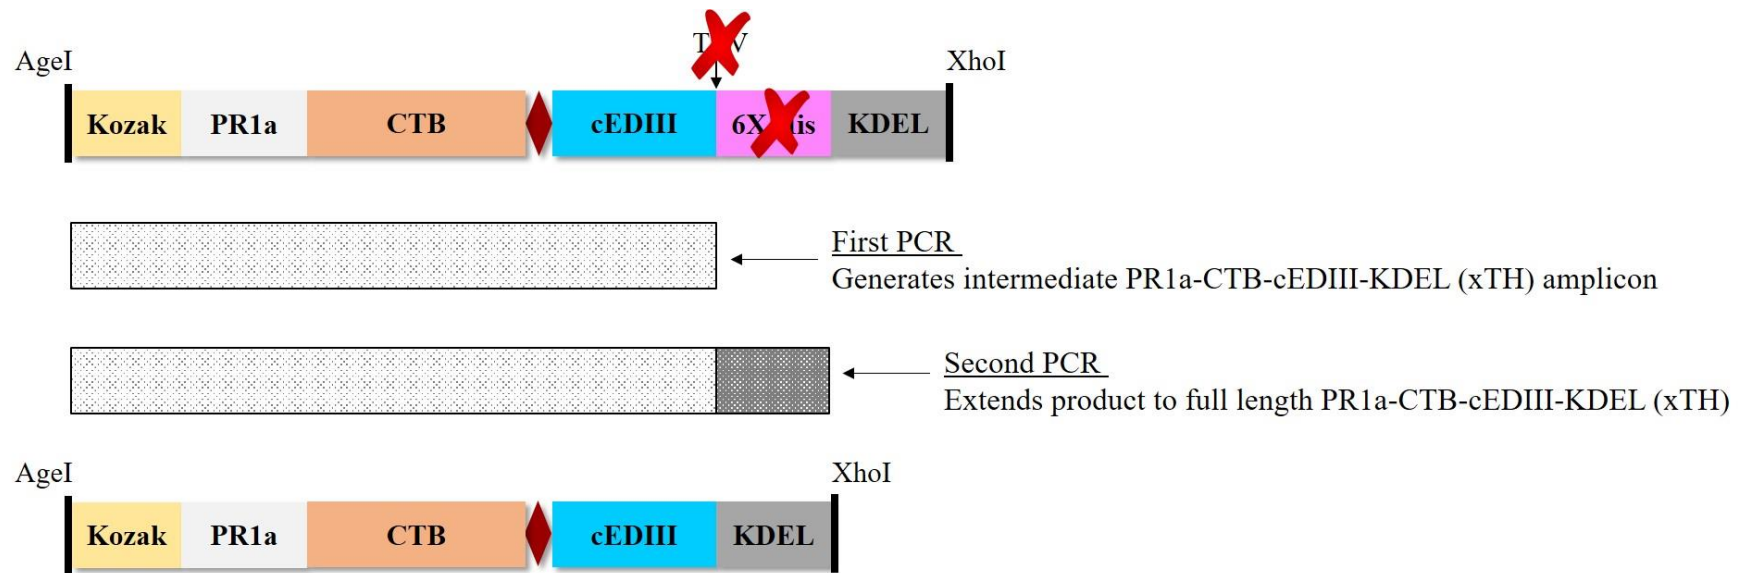 AgeI XhoI
Kozak PR1a CTB cEDIII KDEL
First PCR
Generates intermediate PR1a-CTB-cEDIII-KDEL (xTH) amplicon
Second PCR
Extends product to full length PR1a-CTB-cEDIII-KDEL (xTH)
AgeI XhoI
Kozak PR1a CTB cEDIII KDEL